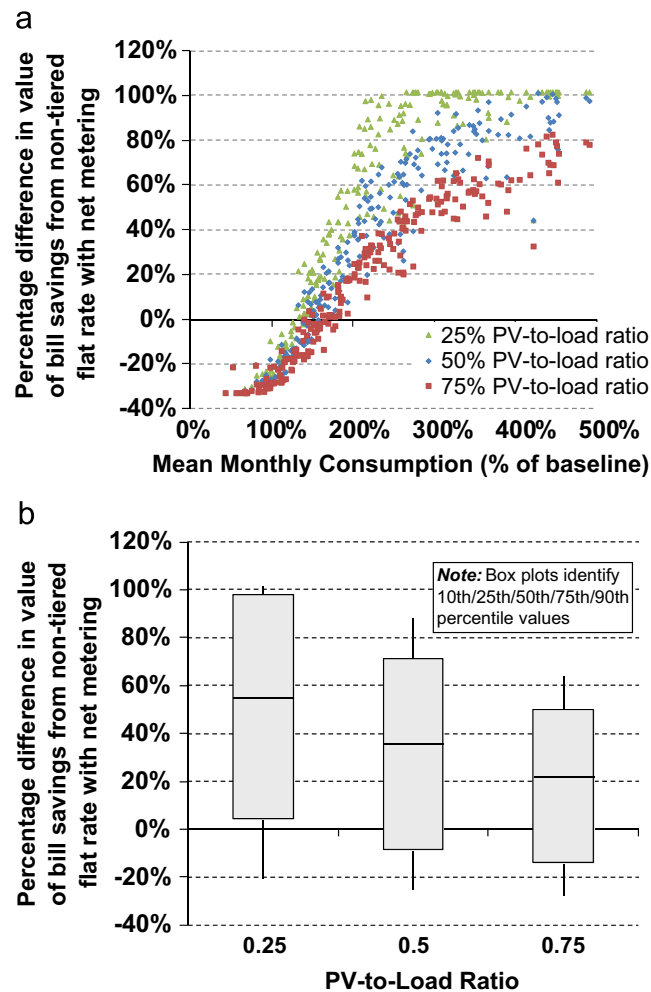 a
Percentage difference in value
of bill savings from non-tiered
flat rate with net metering
120%
100%
80%
60%
40%
20%
0%
-20%
-40%
25% PV-to-load ratio
50% PV-to-load ratio
75% PV-to-load ratio
0% 100% 200% 300% 400% 500%
Mean Monthly Consumption (% of baseline)
b
Percentage difference in value
of bill savings from non-tiered
flat rate with net metering
120%
100%
80%
60%
40%
20%
0%
-20%
-40%
Note: Box plots identify
10th/25th/50th/75th/90th
percentile values
0.25 0.5 0.75
PV-to-Load Ratio